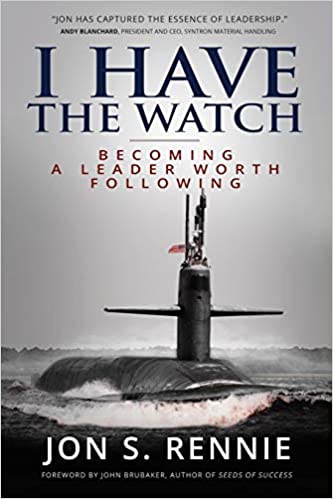 "JON HAS CAPTURED THE ESSENCE OF LEADERSHIP."
ANDY BLANCHARD, PRESIDENT AND CEO, SYNTRON MATERIAL HANDLING
I HAVE
THE WATCH
BECOMING
A LEADER WORTH
FOLLOWING
JON S. RENNIE
FOREWORD BY JOHN BRUBAKER, AUTHOR OF SEEDS OF SUCCESS